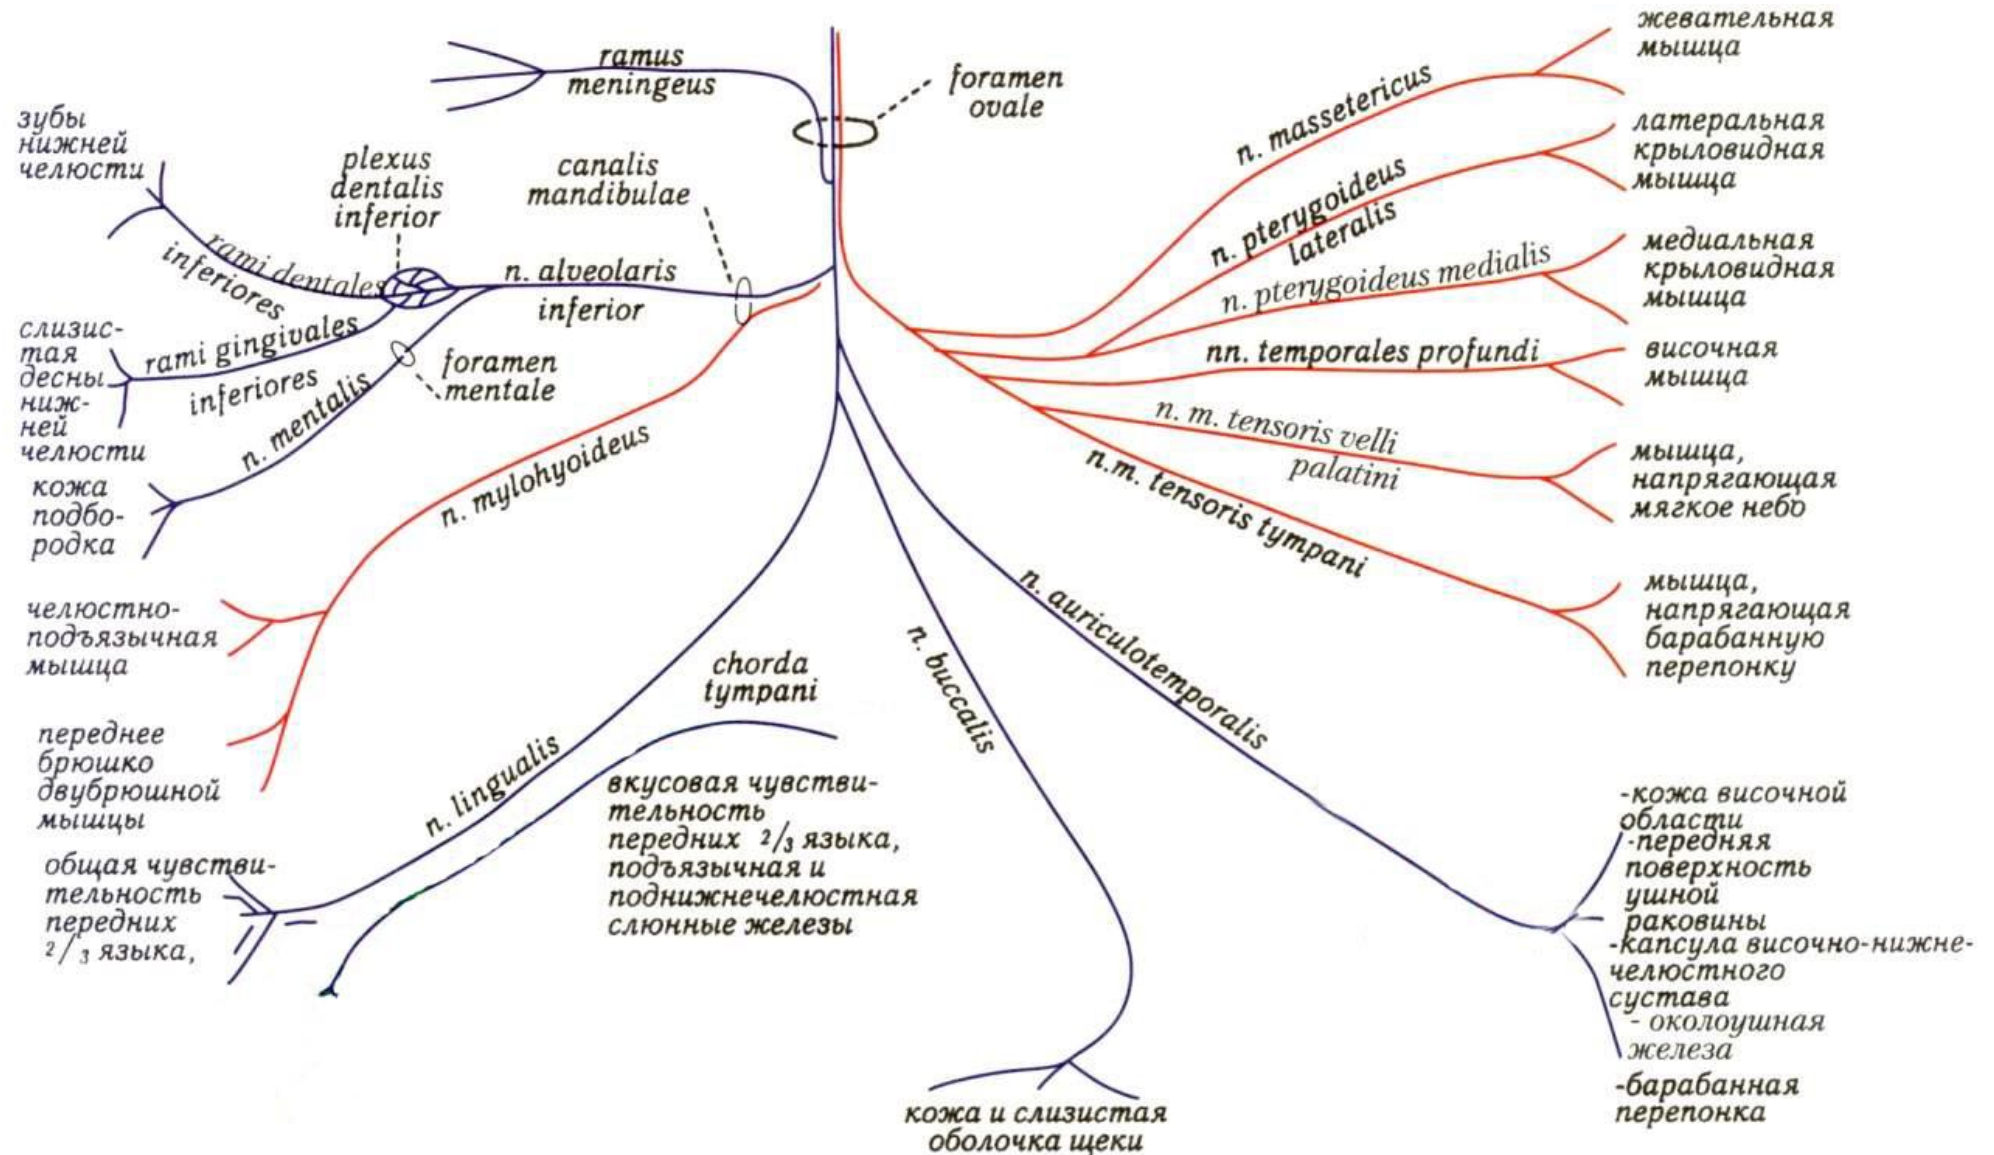 ramus
meningeus
foramen
ovale
зубы
нижней
челюсти
plexus
dentalis
inferior
canalis
mandibulae
rami dentales
inferiores
n. alveolaris
inferior
слизис-
тая
десны
ниж-
ней
челюсти
rami gingivales
inferiores
foramen
mentale
n. mentalis
кожа
подбо-
родка
n. mylohyoideus
челюстно-
подъязычная
мышца
переднее
брюшко
двубрюшной
мышцы
общая чувстви-
тельность
передних
2/3 языка,
n. lingualis
chorda
tympani
вкусовая чувстви-
тельность
передних 2/3 языка,
подъязычная и
поднижнечелюстная
слюнные железы
n. buccalis
кожа и слизистая
оболочка щеки
n. auriculotemporalis
-кожа височной
области
-передняя
поверхность
ушной
раковины
-капсула височно-нижне-
челюстного
сустава
- околоушная
железа
-барабанная
перепонка
n. massetericus
жевательная
мышца
n. pterygoideus
lateralis
латеральная
крыловидная
мышца
n. pterygoideus medialis
медиальная
крыловидная
мышца
nn. temporales profundi
височная
мышца
n. m. tensoris velli
palatini
мышца,
напрягающая
мягкое небо
n.m. tensoris tympani
мышца,
напрягающая
барабанную
перепонку